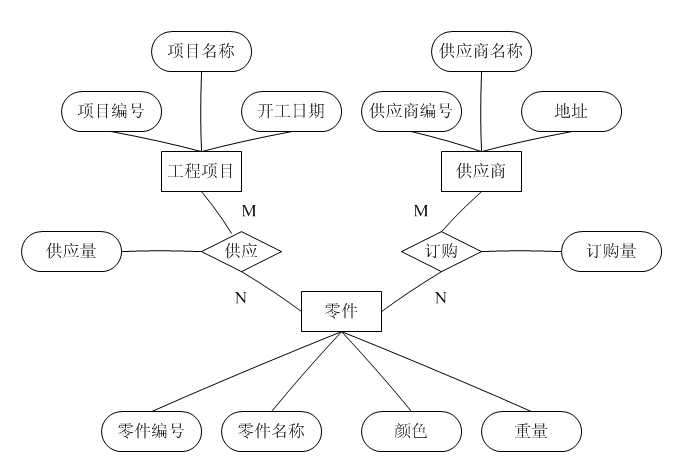 项目名称
供应商名称
项目编号
开工日期
供应商编号
地址
工程项目
供应商
M
M
供应量
供应
订购
订购量
N
N
零件
零件编号
零件名称
颜色
重量